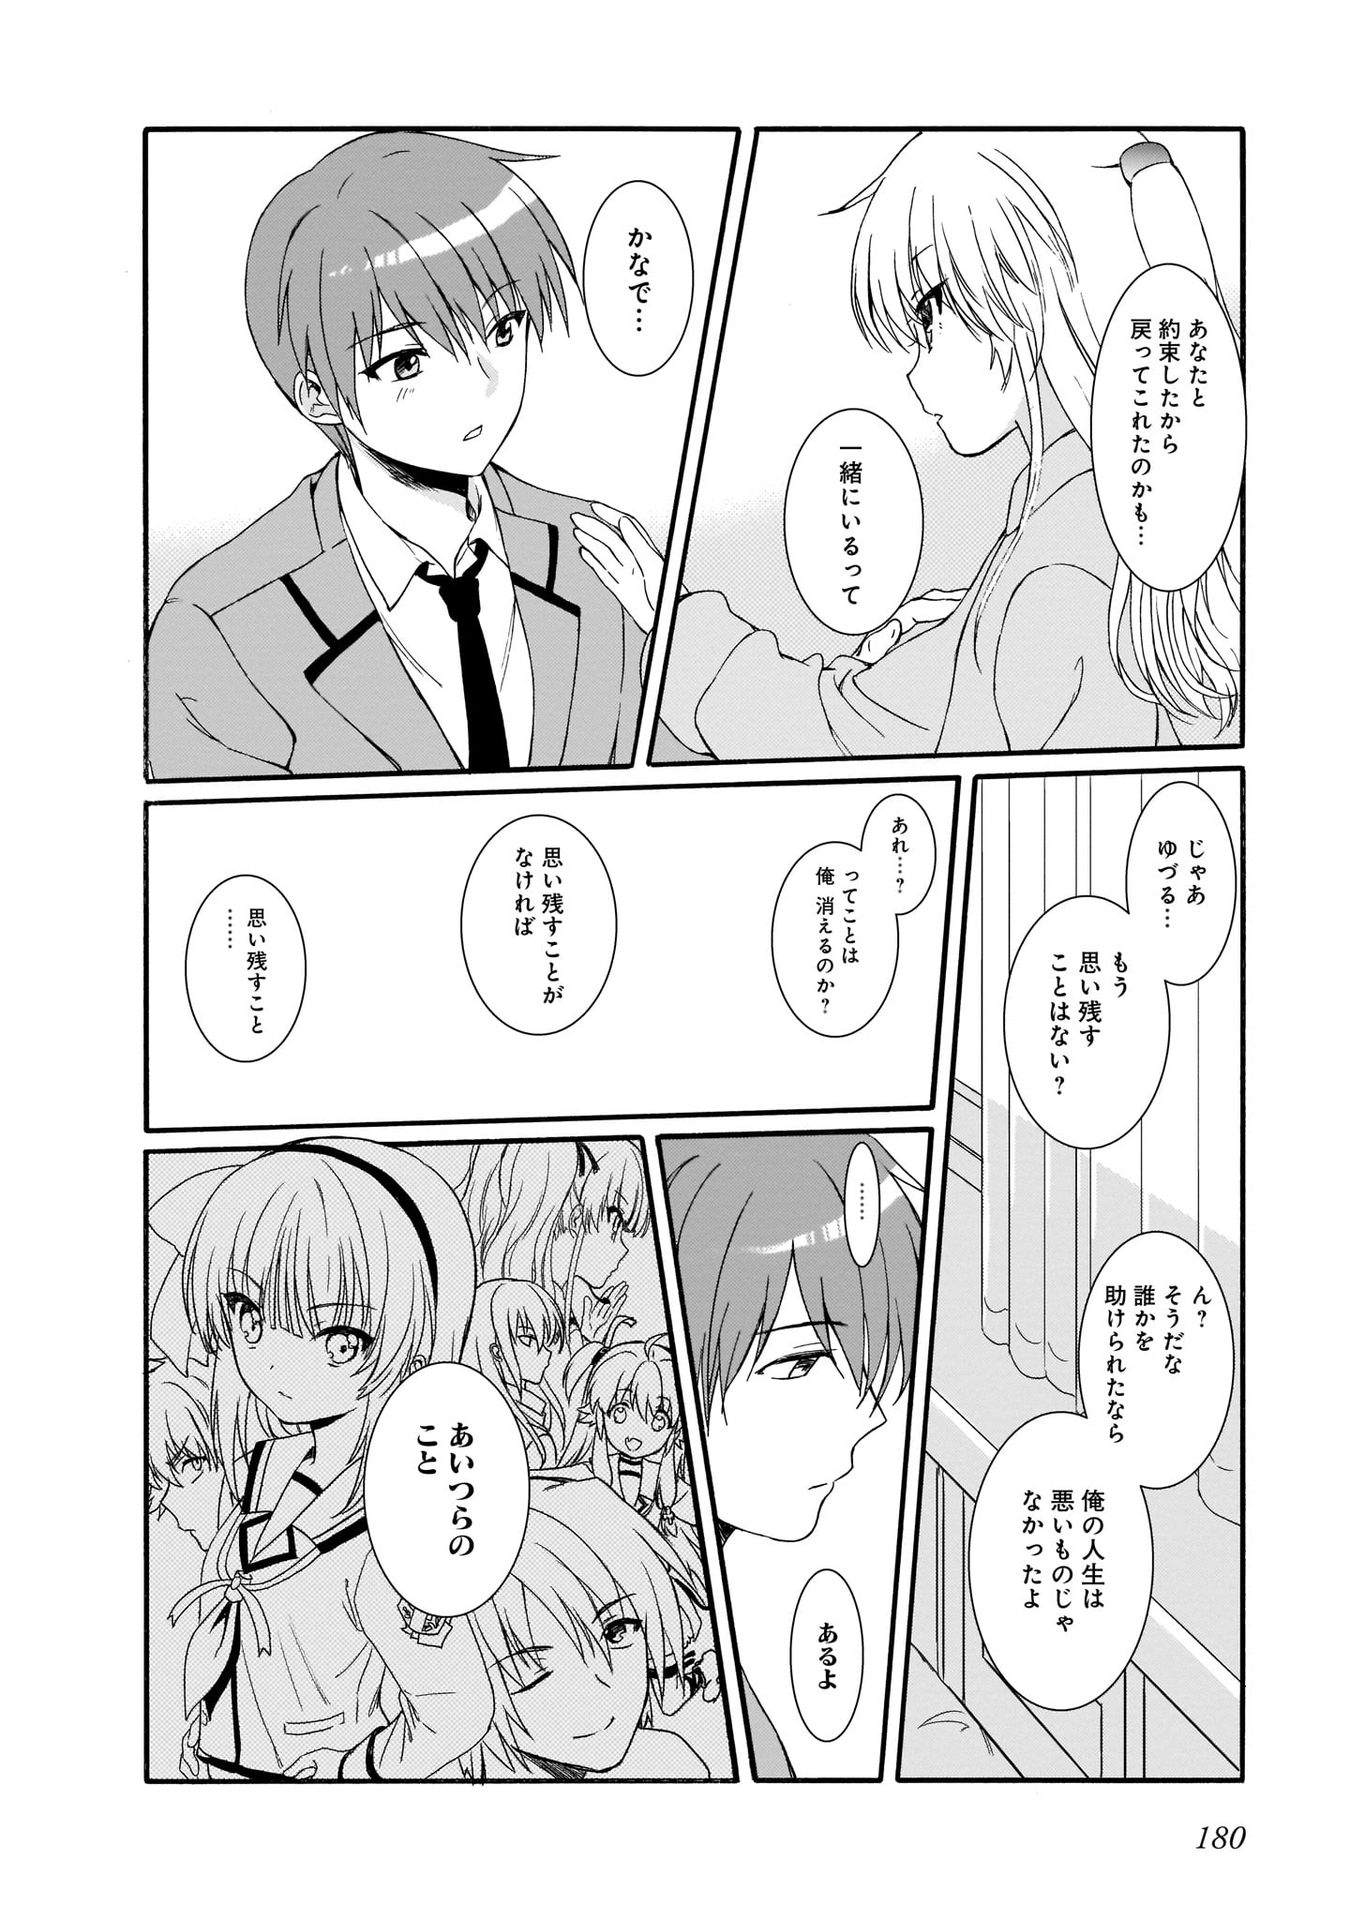 あなたと
約束したから
戻ってこれたのかも…
一緒にいるって
かなで…
じゃあ
ゆづる…
もう
思い残す
ことはない?
ん?
そうだな
誰かを
助けられたなら
俺の人生は
悪いものじゃ
なかったよ
あれ…?
ってことは
俺 消えるのか?
思い残すことが
なければ
思い残すこと
……
……
あるよ
あいつらの
こと
180